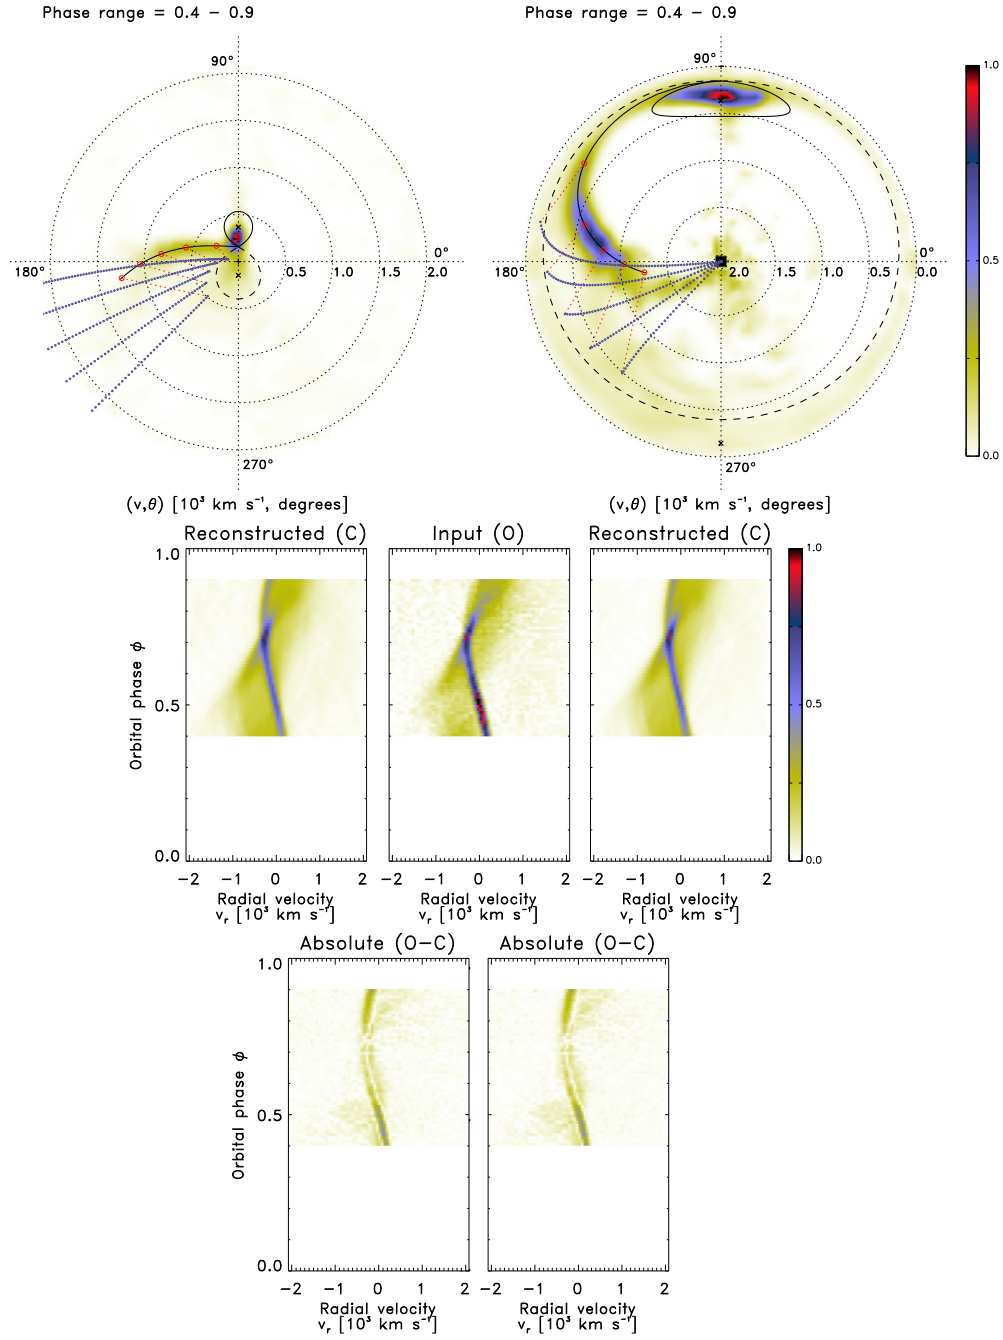 Phase range = 0.4 − 0.9
Phase range = 0.4 − 0.9
90°
180°
0°
0.5
1.0
1.5
2.0
270°
(v,θ) [10³ km s⁻¹, degrees]
90°
180°
0°
2.0
1.5
1.0
0.5
0.0
270°
(v,θ) [10³ km s⁻¹, degrees]
1.0
0.5
0.0
Reconstructed (C)
Input (O)
Reconstructed (C)
1.0
0.5
0.0
Orbital phase ϕ
−2 −1 0 1 2
−2 −1 0 1 2
−2 −1 0 1 2
Radial velocity
vᵣ [10³ km s⁻¹]
Radial velocity
vᵣ [10³ km s⁻¹]
Radial velocity
vᵣ [10³ km s⁻¹]
1.0
0.5
0.0
Absolute (O−C)
Absolute (O−C)
1.0
0.5
0.0
Orbital phase ϕ
−2 −1 0 1 2
−2 −1 0 1 2
Radial velocity
vᵣ [10³ km s⁻¹]
Radial velocity
vᵣ [10³ km s⁻¹]